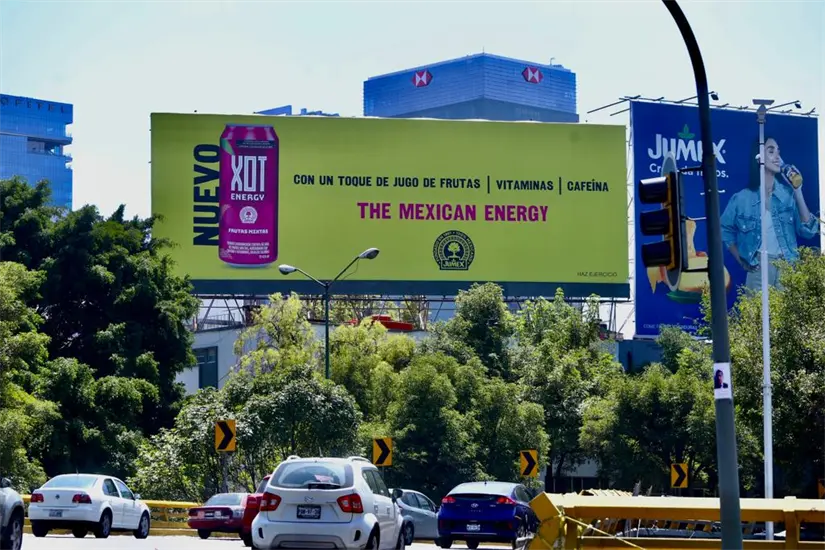 NUEVO
XOT
ENERGY
FRUTAS MIXTAS
CON UN TOQUE DE JUGO DE FRUTAS | VITAMINAS | CAFEÍNA
THE MEXICAN ENERGY
JUMEX
HAZ EJERCICIO
JUMEX